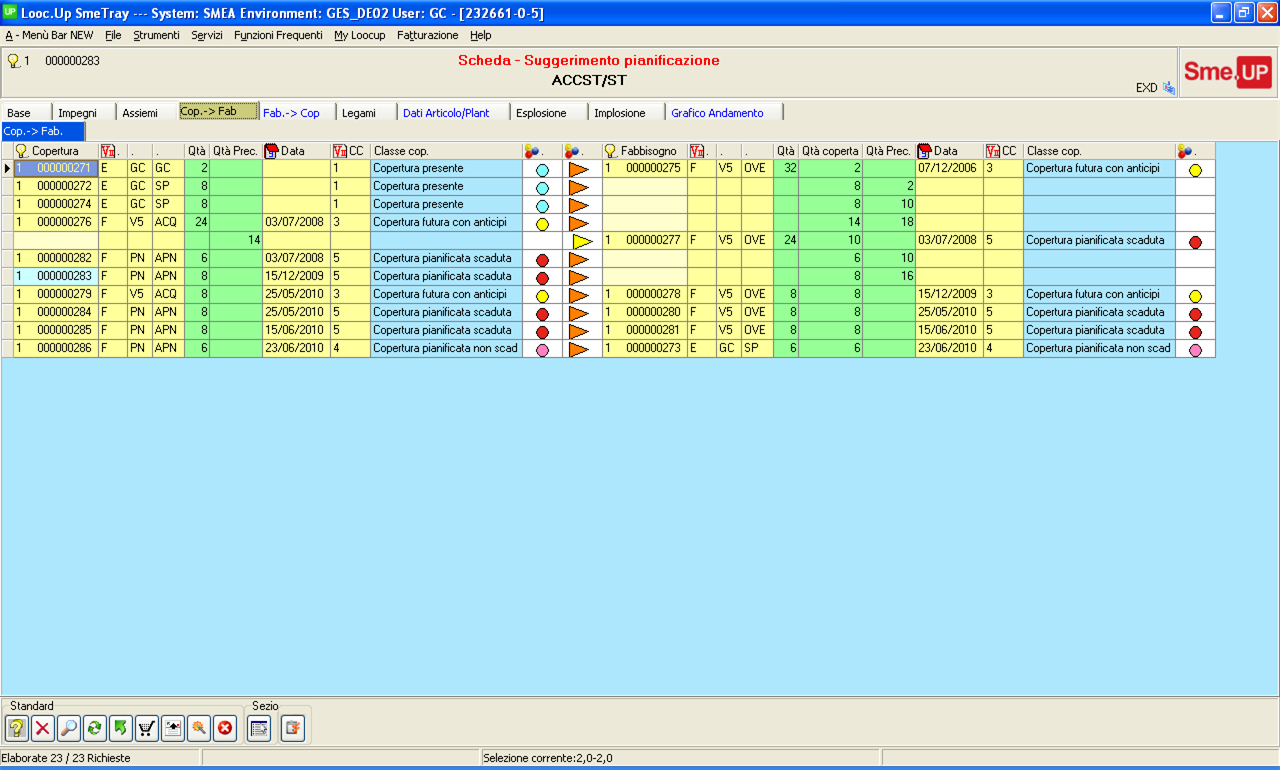 UP Looc.Up SmeTray --- System: SMEA Environment: GES_DE02 User: GC - [232661-0-5]
A - Menù Bar NEW File Strumenti Servizi Funzioni Frequenti My Loocup Fatturazione Help
1 000000283
Scheda - Suggerimento pianificazione
ACCST/ST
EXD
Sme.UP
Base Impegni Assiemi Cop.-> Fab Fab.-> Cop Legami Dati Articolo/Plant Esplosione Implosione Grafico Andamento
Cop.-> Fab.
Copertura . . . Qtà Qtà Prec. Data CC Classe cop. . . Fabbisogno . . . Qtà Qtà coperta Qtà Prec. Data CC Classe cop. .
1 000000271 E GC GC 2 1 Copertura presente 1 000000275 F V5 OVE 32 2 07/12/2006 3 Copertura futura con anticipi
1 000000272 E GC SP 8 1 Copertura presente 8 2
1 000000274 E GC SP 8 1 Copertura presente 8 10
1 000000276 F V5 ACQ 24 03/07/2008 3 Copertura futura con anticipi 14 18
14 1 000000277 F V5 OVE 24 10 03/07/2008 5 Copertura pianificata scaduta
1 000000282 F PN APN 6 03/07/2008 5 Copertura pianificata scaduta 6 10
1 000000283 F PN APN 8 15/12/2009 5 Copertura pianificata scaduta 8 16
1 000000279 F V5 ACQ 8 25/05/2010 3 Copertura futura con anticipi 1 000000278 F V5 OVE 8 8 15/12/2009 3 Copertura futura con anticipi
1 000000284 F PN APN 8 25/05/2010 5 Copertura pianificata scaduta 1 000000280 F V5 OVE 8 8 25/05/2010 5 Copertura pianificata scaduta
1 000000285 F PN APN 8 15/06/2010 5 Copertura pianificata scaduta 1 000000281 F V5 OVE 8 8 15/06/2010 5 Copertura pianificata scaduta
1 000000286 F PN APN 6 23/06/2010 4 Copertura pianificata non scad 1 000000273 E GC SP 6 6 23/06/2010 4 Copertura pianificata non scad
Standard Sezio
Elaborate 23 / 23 Richieste Selezione corrente:2,0-2,0